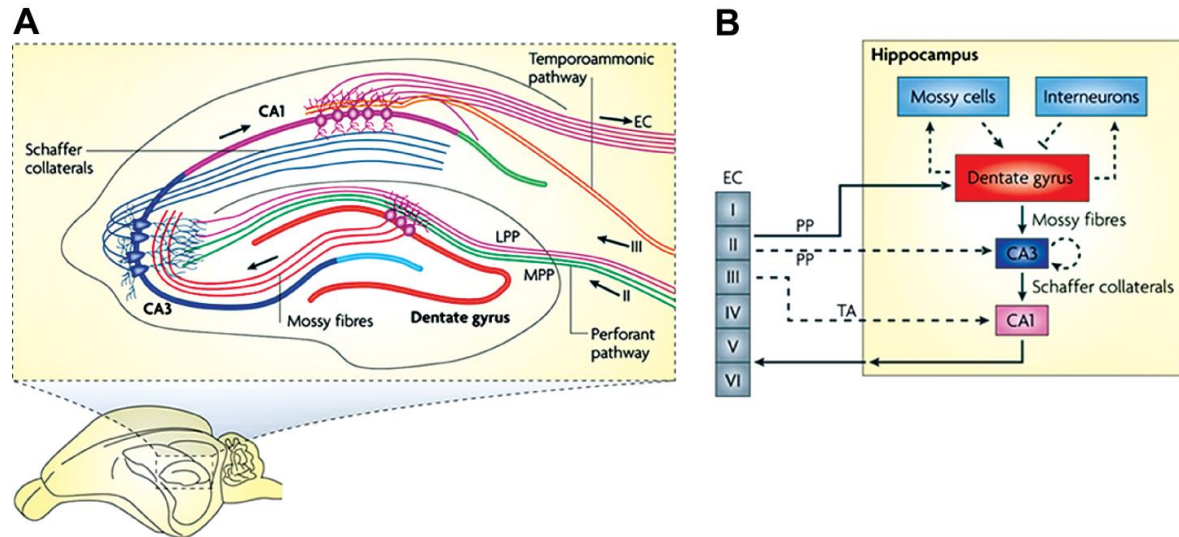 A
Temporoammonic
pathway
CA1
EC
Schaffer
collaterals
LPP
III
MPP
II
CA3
Mossy fibres
Dentate gyrus
Perforant
pathway
B
Hippocampus
Mossy cells
Interneurons
EC
Dentate gyrus
I
PP
Mossy fibres
II
PP
CA3
III
Schaffer collaterals
IV
TA
CA1
V
VI